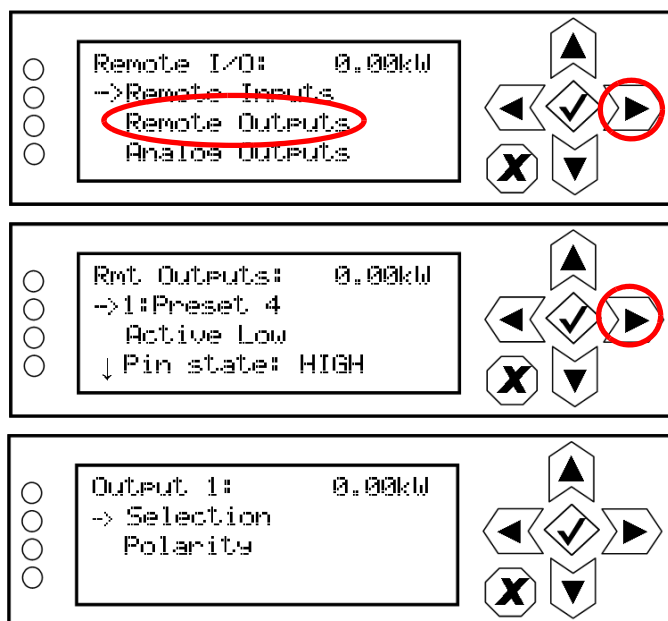 Remote I/O: 0.00kW
->Remote Inputs
Remote Outputs
Analog Outputs
X
Rmt Outputs: 0.00kW
->1:Preset 4
Active Low
↓Pin state: HIGH
X
Output 1: 0.00kW
-> Selection
Polarity
X